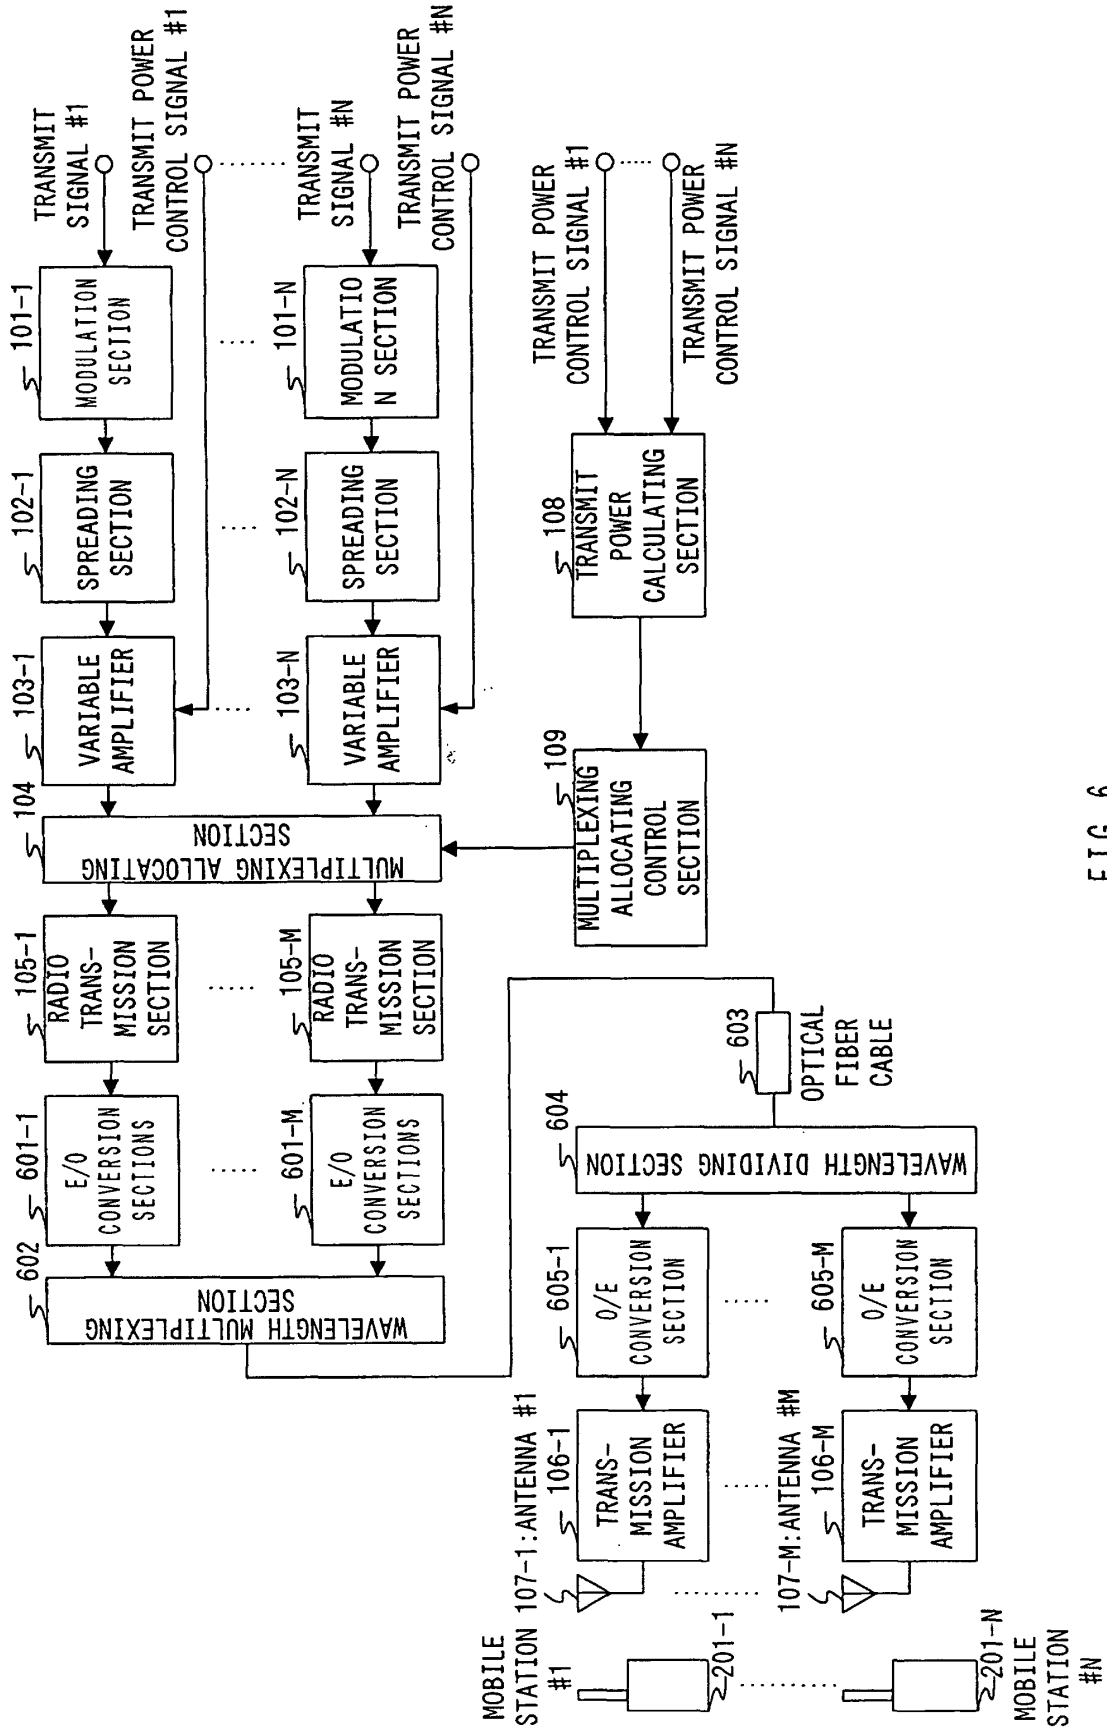 TRANSMIT
SIGNAL #1
TRANSMIT POWER
CONTROL SIGNAL #1
TRANSMIT
SIGNAL #N
TRANSMIT POWER
CONTROL SIGNAL #N
101-1
MODULATION
SECTION
101-N
MODULATIO
N SECTION
102-1
SPREADING
SECTION
102-N
SPREADING
SECTION
103-1
VARIABLE
AMPLIFIER
103-N
VARIABLE
AMPLIFIER
104
MULTIPLEXING ALLOCATING
SECTION
105-1
RADIO
TRANS-
MISSION
SECTION
105-M
RADIO
TRANS-
MISSION
SECTION
601-1
E/O
CONVERSION
SECTIONS
601-M
E/O
CONVERSION
SECTIONS
602
WAVELENGTH MULTIPLEXING
SECTION
TRANSMIT POWER
CONTROL SIGNAL #1
TRANSMIT POWER
CONTROL SIGNAL #N
108
TRANSMIT
POWER
CALCULATING
SECTION
109
MULTIPLEXING
ALLOCATING
CONTROL
SECTION
603
OPTICAL
FIBER
CABLE
604
WAVELENGTH DIVIDING SECTION
605-1
O/E
CONVERSION
SECTION
605-M
O/E
CONVERSION
SECTION
106-1
TRANS-
MISSION
AMPLIFIER
106-M
TRANS-
MISSION
AMPLIFIER
107-1:ANTENNA #1
107-M:ANTENNA #M
MOBILE
STATION
#1
201-1
201-N
MOBILE
STATION
#N
FIG. 6